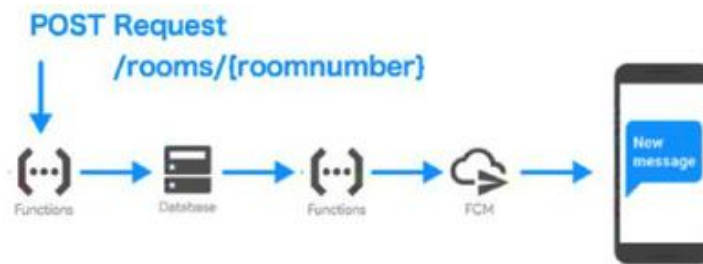 POST Request
/rooms/{roomnumber}
New
message
Functions
Database
Functions
FCM